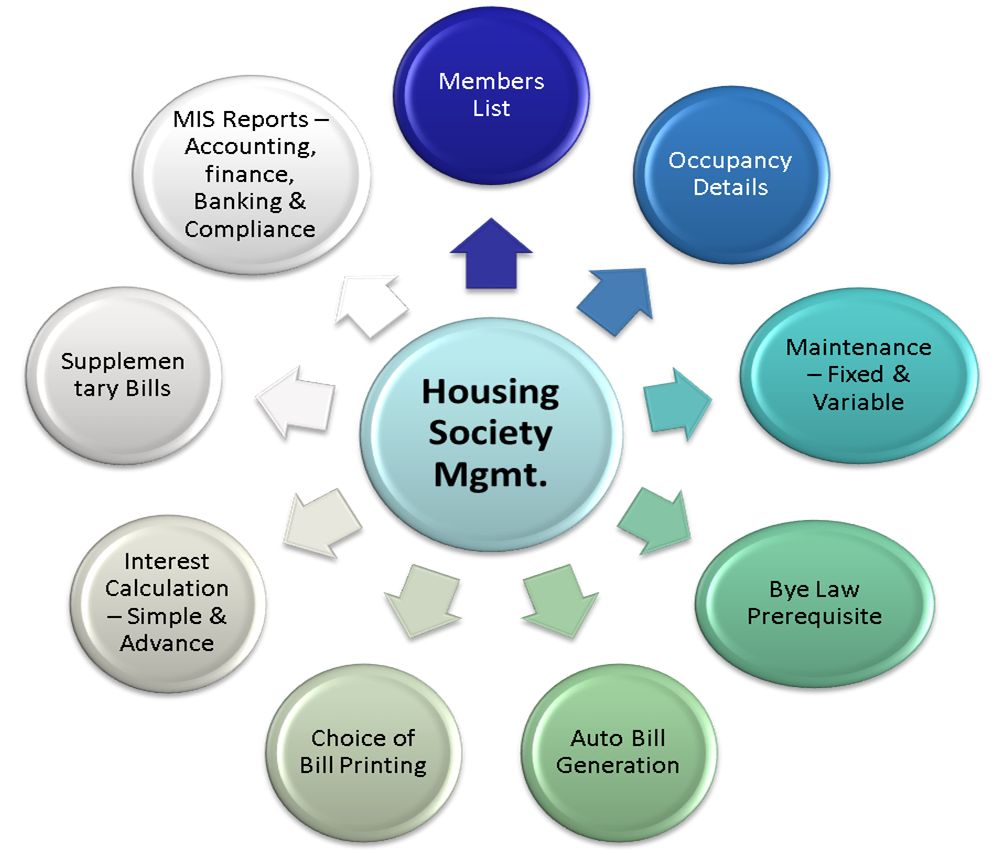 Members
List
Occupancy
Details
Maintenance
– Fixed &
Variable
Bye Law
Prerequisite
Auto Bill
Generation
Choice of
Bill Printing
Interest
Calculation
– Simple &
Advance
Supplemen
tary Bills
MIS Reports –
Accounting,
finance,
Banking &
Compliance
Housing
Society
Mgmt.